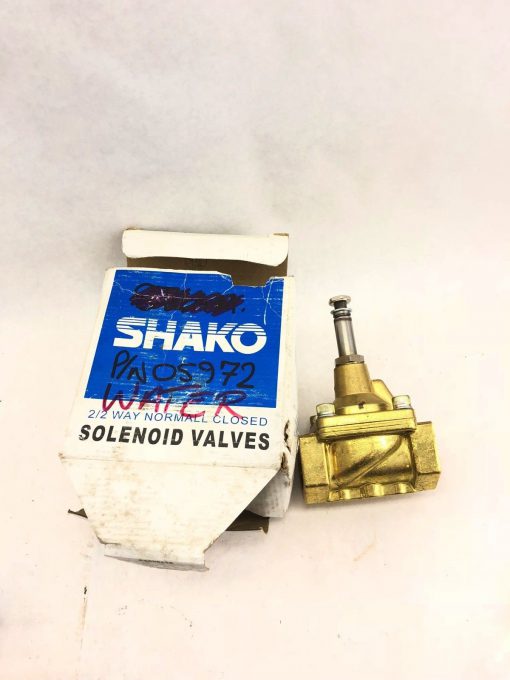 SHAKO
P/N 05972
WATER
2/2 WAY NORMALL CLOSED
SOLENOID VALVES